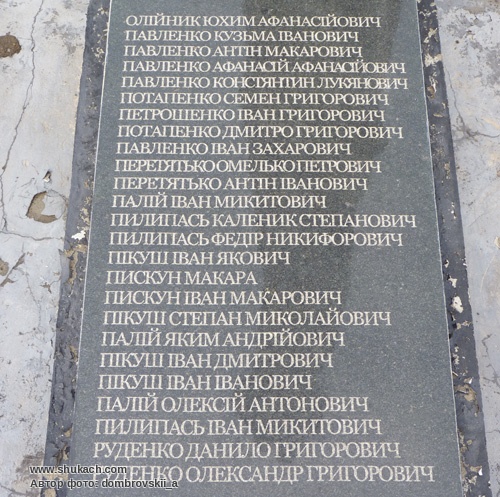 ОЛІЙНИК ЮХИМ АФАНАСІЙОВИЧ
ПАВЛЕНКО КУЗЬМА ІВАНОВИЧ
ПАВЛЕНКО АНТІН МАКАРОВИЧ
ПАВЛЕНКО АФАНАСІЙ АФАНАСІЙОВИЧ
ПАВЛЕНКО КОНСТЯНТИН ЛУКЯНОВИЧ
ПОТАПЕНКО СЕМЕН ГРИГОРОВИЧ
ПЕТРОШЕНКО ІВАН ГРИГОРОВИЧ
ПОТАПЕНКО ДМИТРО ГРИГОРОВИЧ
ПАВЛЕНКО ІВАН ЗАХАРОВИЧ
ПЕРЕТЯТЬКО ОМЕЛЬКО ПЕТРОВИЧ
ПЕРЕТЯТЬКО АНТІН ІВАНОВИЧ
ПАЛІЙ ІВАН МИКИТОВИЧ
ПИЛИПАСЬ КАЛЕНИК СТЕПАНОВИЧ
ПИЛИПАСЬ ФЕДІР НИКИФОРОВИЧ
ПІКУШ ІВАН ЯКОВИЧ
ПИСКУН МАКАРА
ПИСКУН ІВАН МАКАРОВИЧ
ПІКУШ СТЕПАН МИКОЛАЙОВИЧ
ПАЛІЙ ЯКИМ АНДРІЙОВИЧ
ПІКУШ ІВАН ДМИТРОВИЧ
ПІКУШ ІВАН ІВАНОВИЧ
ПАЛІЙ ОЛЕКСІЙ АНТОНОВИЧ
ПИЛИПАСЬ ІВАН МИКИТОВИЧ
РУДЕНКО ДАНИЛО ГРИГОРОВИЧ
РУДЕНКО ОЛЕКСАНДР ГРИГОРОВИЧ
www.shukach.com
Автор фото: dombrovskii_a